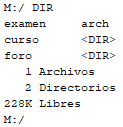 M:/ DIR
examen arch
curso <DIR>
foro <DIR>
1 Archivos
2 Directorios
228K Libres
M:/